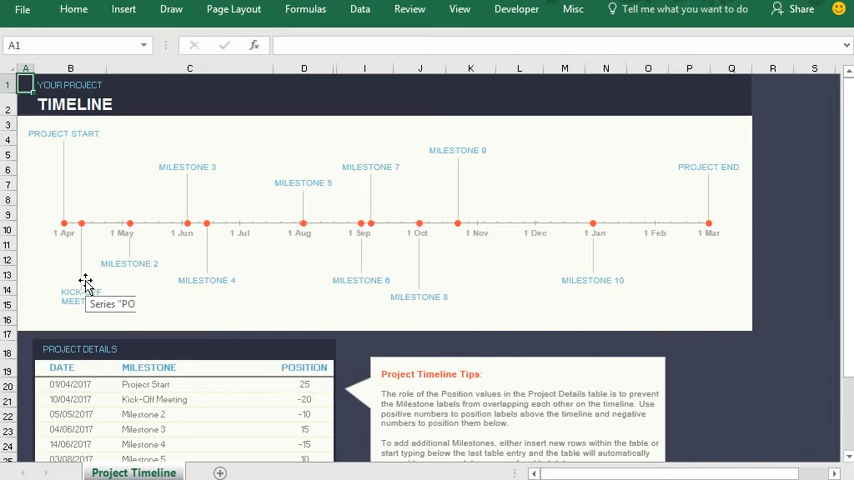 File Home Insert Draw Page Layout Formulas Data Review View Developer Misc Tell me what you want to do Share
A1 fx
A B C D I J K L M N O P Q R S
1 YOUR PROJECT
2 TIMELINE
3
4 PROJECT START
5 MILESTONE 9
6 MILESTONE 3 MILESTONE 7 PROJECT END
7 MILESTONE 5
8
9
10 1 Apr 1 May 1 Jun 1 Jul 1 Aug 1 Sep 1 Oct 1 Nov 1 Dec 1 Jan 1 Feb 1 Mar
11
12 MILESTONE 2
13 MILESTONE 4 MILESTONE 6 MILESTONE 10
14 KICK-OFF MILESTONE 8
15 MEET Series "PO
16
17
18 PROJECT DETAILS
19 DATE MILESTONE POSITION Project Timeline Tips:
20 01/04/2017 Project Start 25 The role of the Position values in the Project Details table is to prevent
21 10/04/2017 Kick-Off Meeting -20 the Milestone labels from overlapping each other on the timeline. Use
positive numbers to position labels above the timeline and negative
22 05/05/2017 Milestone 2 -10 numbers to position them below.
23 04/06/2017 Milestone 3 15
24 14/06/2017 Milestone 4 -15 To add additional Milestones, either insert new rows within the table or
25 03/08/2017 Milestone 5 10 start typing below the last table entry and the table will automatically
Project Timeline